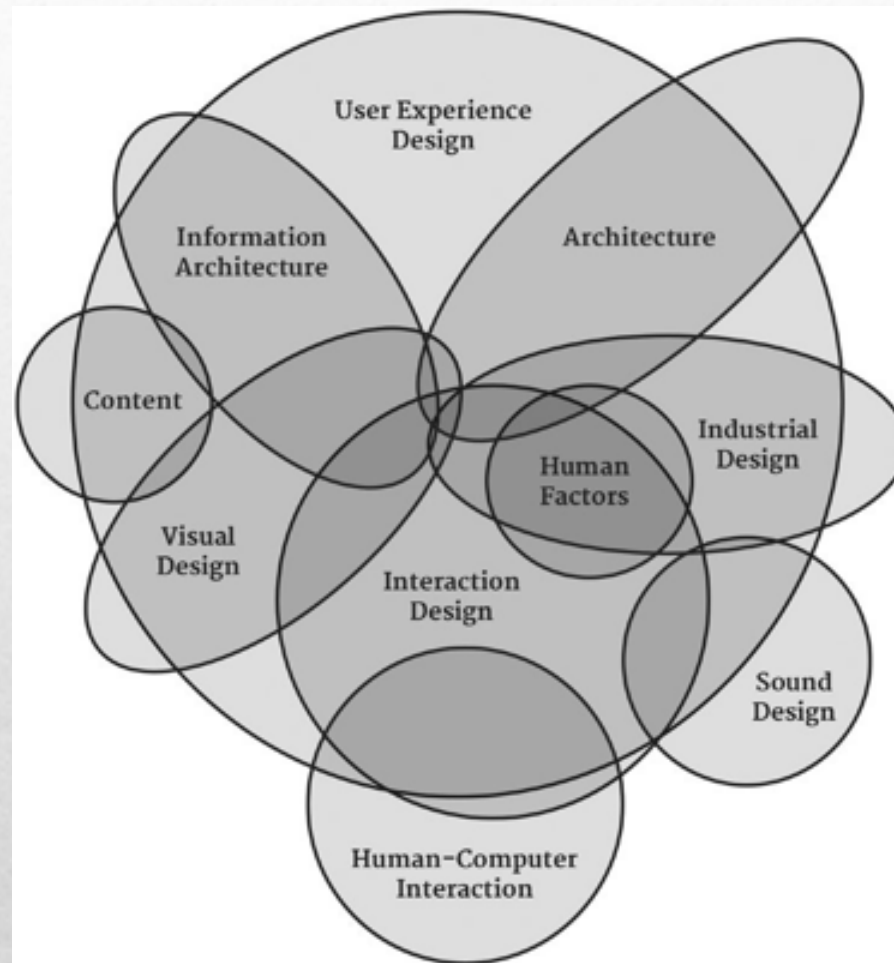 User Experience
Design
Information
Architecture
Architecture
Content
Industrial
Design
Human
Factors
Visual
Design
Interaction
Design
Sound
Design
Human-Computer
Interaction